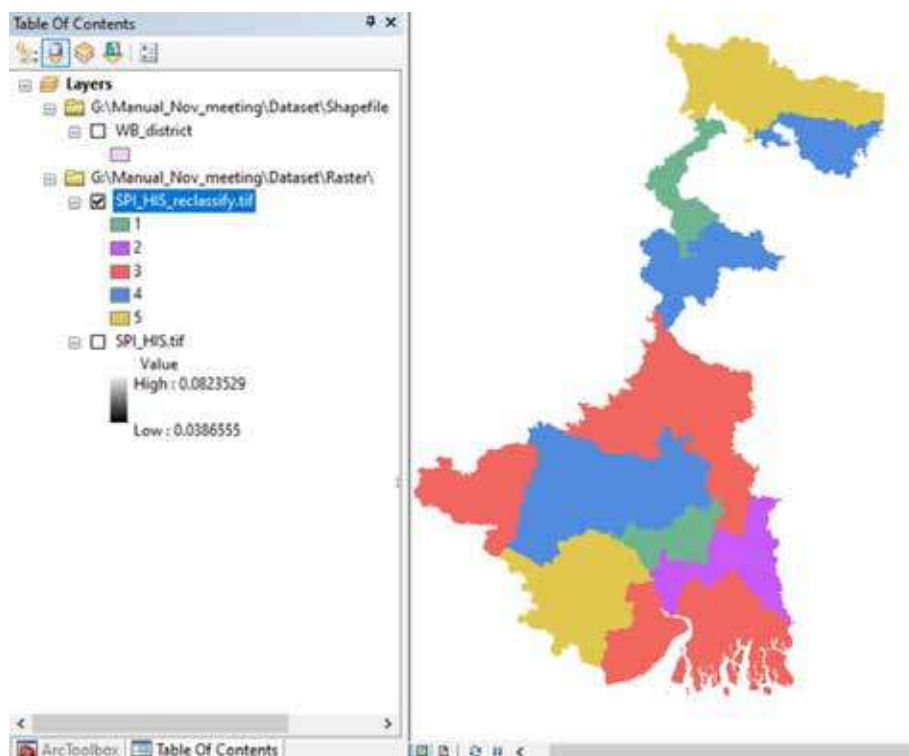 Table Of Contents
Layers
G:\Manual_Nov_meeting\Dataset\Shapefile
WB_district
G:\Manual_Nov_meeting\Dataset\Raster\
SPI_HIS_reclassify.tif
1
2
3
4
5
SPI_HIS.tif
Value
High : 0.0823529
Low : 0.0386555
ArcToolbox
Table Of Contents